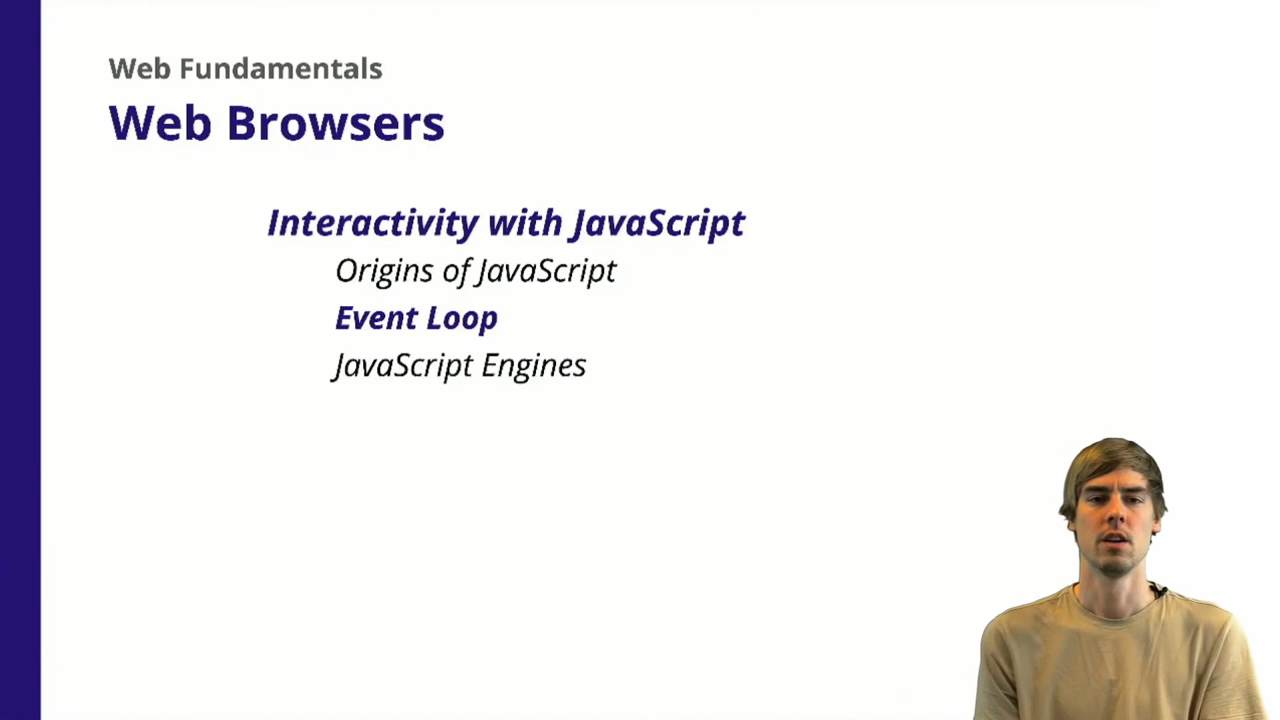 Web Fundamentals
Web Browsers
Interactivity with JavaScript
Origins of JavaScript
Event Loop
JavaScript Engines